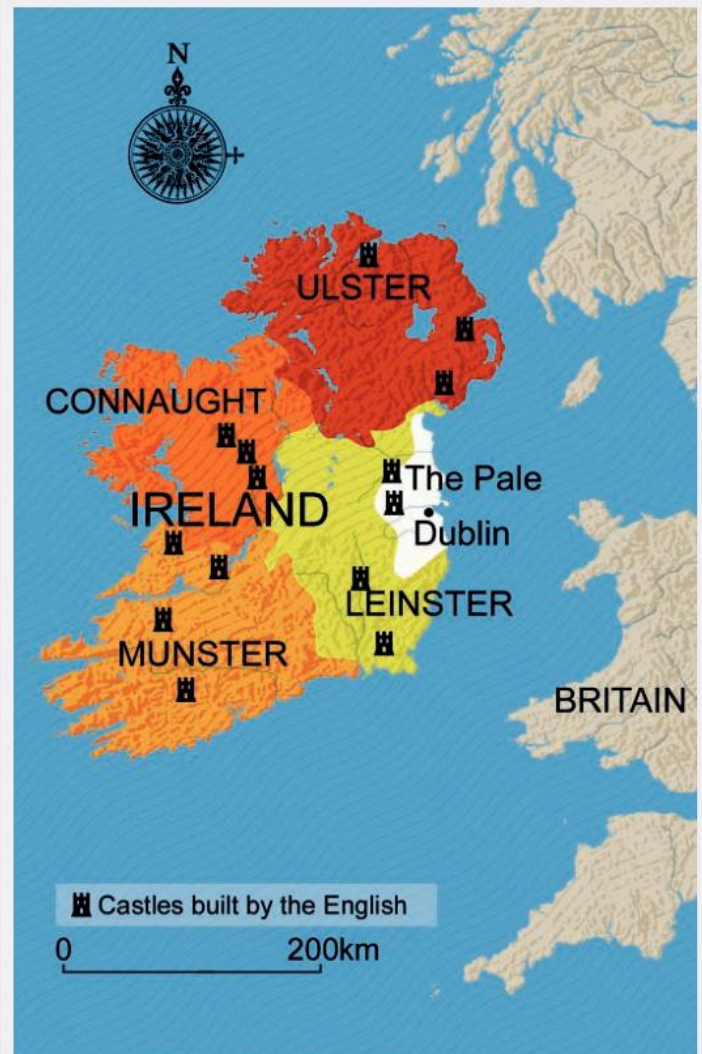 N
ULSTER
CONNAUGHT
The Pale
IRELAND
Dublin
LEINSTER
MUNSTER
BRITAIN
Castles built by the English
0 200km